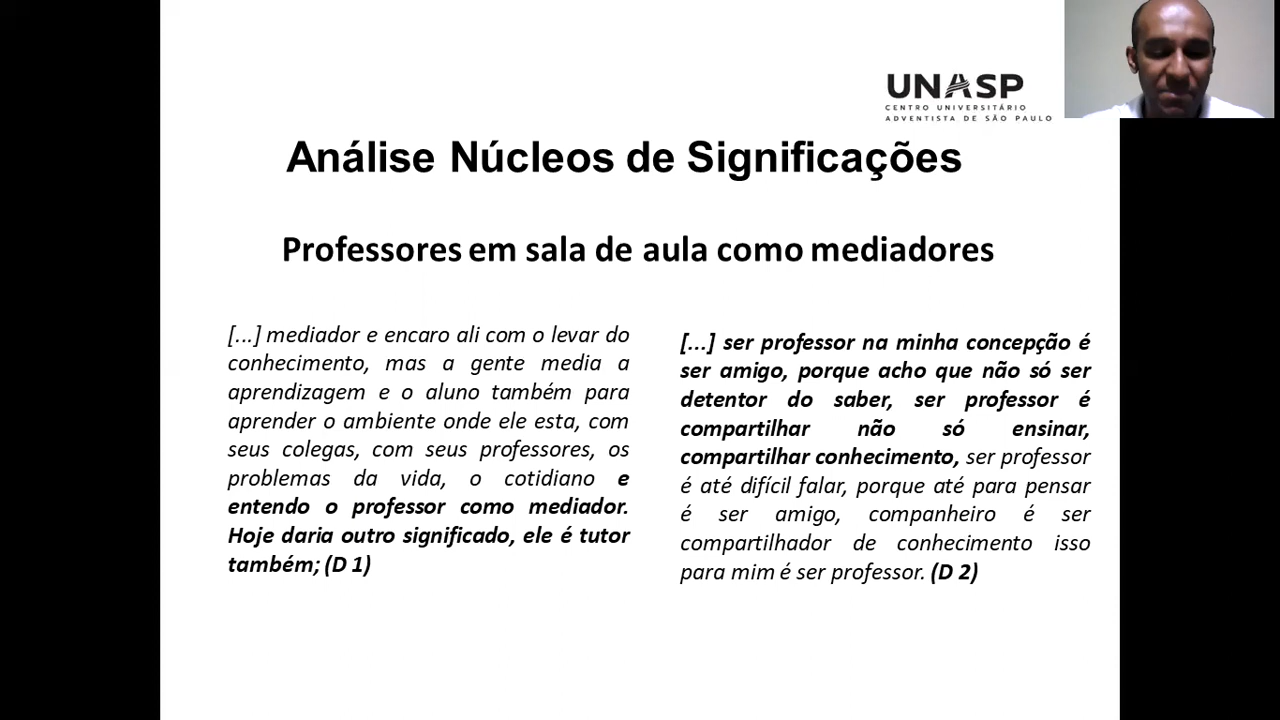 UNASP
CENTRO UNIVERSITÁRIO
ADVENTISTA DE SÃO PAULO
Análise Núcleos de Significações
Professores em sala de aula como mediadores
[...] mediador e encaro ali com o levar do
conhecimento, mas a gente media a
aprendizagem e o aluno também para
aprender o ambiente onde ele esta, com
seus colegas, com seus professores, os
problemas da vida, o cotidiano e
entendo o professor como mediador.
Hoje daria outro significado, ele é tutor
também; (D 1)
[...] ser professor na minha concepção é
ser amigo, porque acho que não só ser
detentor do saber, ser professor é
compartilhar não só ensinar,
compartilhar conhecimento, ser professor
é até difícil falar, porque até para pensar
é ser amigo, companheiro é ser
compartilhador de conhecimento isso
para mim é ser professor. (D 2)